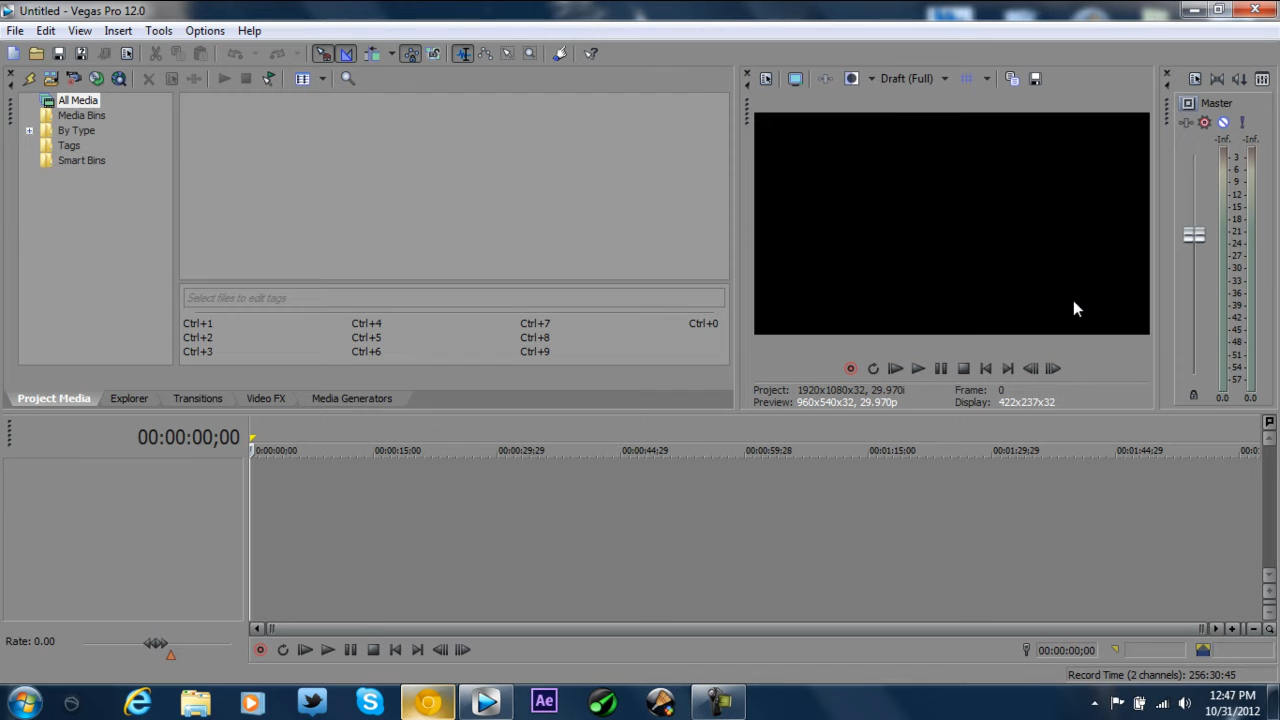 Untitled - Vegas Pro 12.0
File Edit View Insert Tools Options Help
Draft (Full)
All Media
Media Bins
By Type
Tags
Smart Bins
Select files to edit tags
Ctrl+1 Ctrl+4 Ctrl+7 Ctrl+0
Ctrl+2 Ctrl+5 Ctrl+8
Ctrl+3 Ctrl+6 Ctrl+9
Project Media Explorer Transitions Video FX Media Generators
Project: 1920x1080x32, 29.970i Frame: 0
Preview: 960x540x32, 29.970p Display: 422x237x32
Master
-Inf. -Inf.
3
6
9
12
15
18
21
24
27
30
33
36
39
42
45
48
51
54
57
0.0 0.0
00:00:00;00
00:00:00;00 00:00:15;00 00:00:29;29 00:00:44;29 00:00:59;28 00:01:15;00 00:01:29;29 00:01:44;29 00:0
Rate: 0.00
00:00:00;00
Record Time (2 channels): 256:30:45
Ae
12:47 PM
10/31/2012